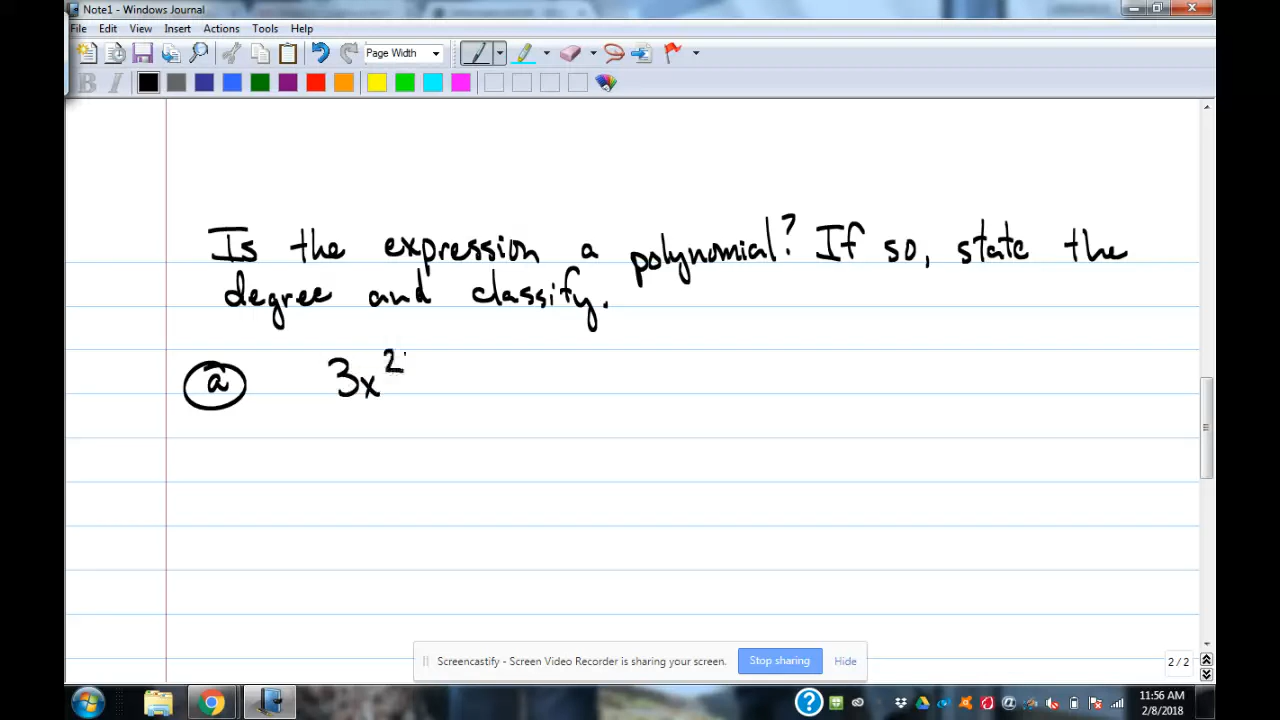 Note1 - Windows Journal
File Edit View Insert Actions Tools Help
Page Width
B I
Is the expression a polynomial? If so, state the
degree and classify.
a 3x²
Screencastify - Screen Video Recorder is sharing your screen. Stop sharing Hide
2 / 2
11:56 AM
2/8/2018